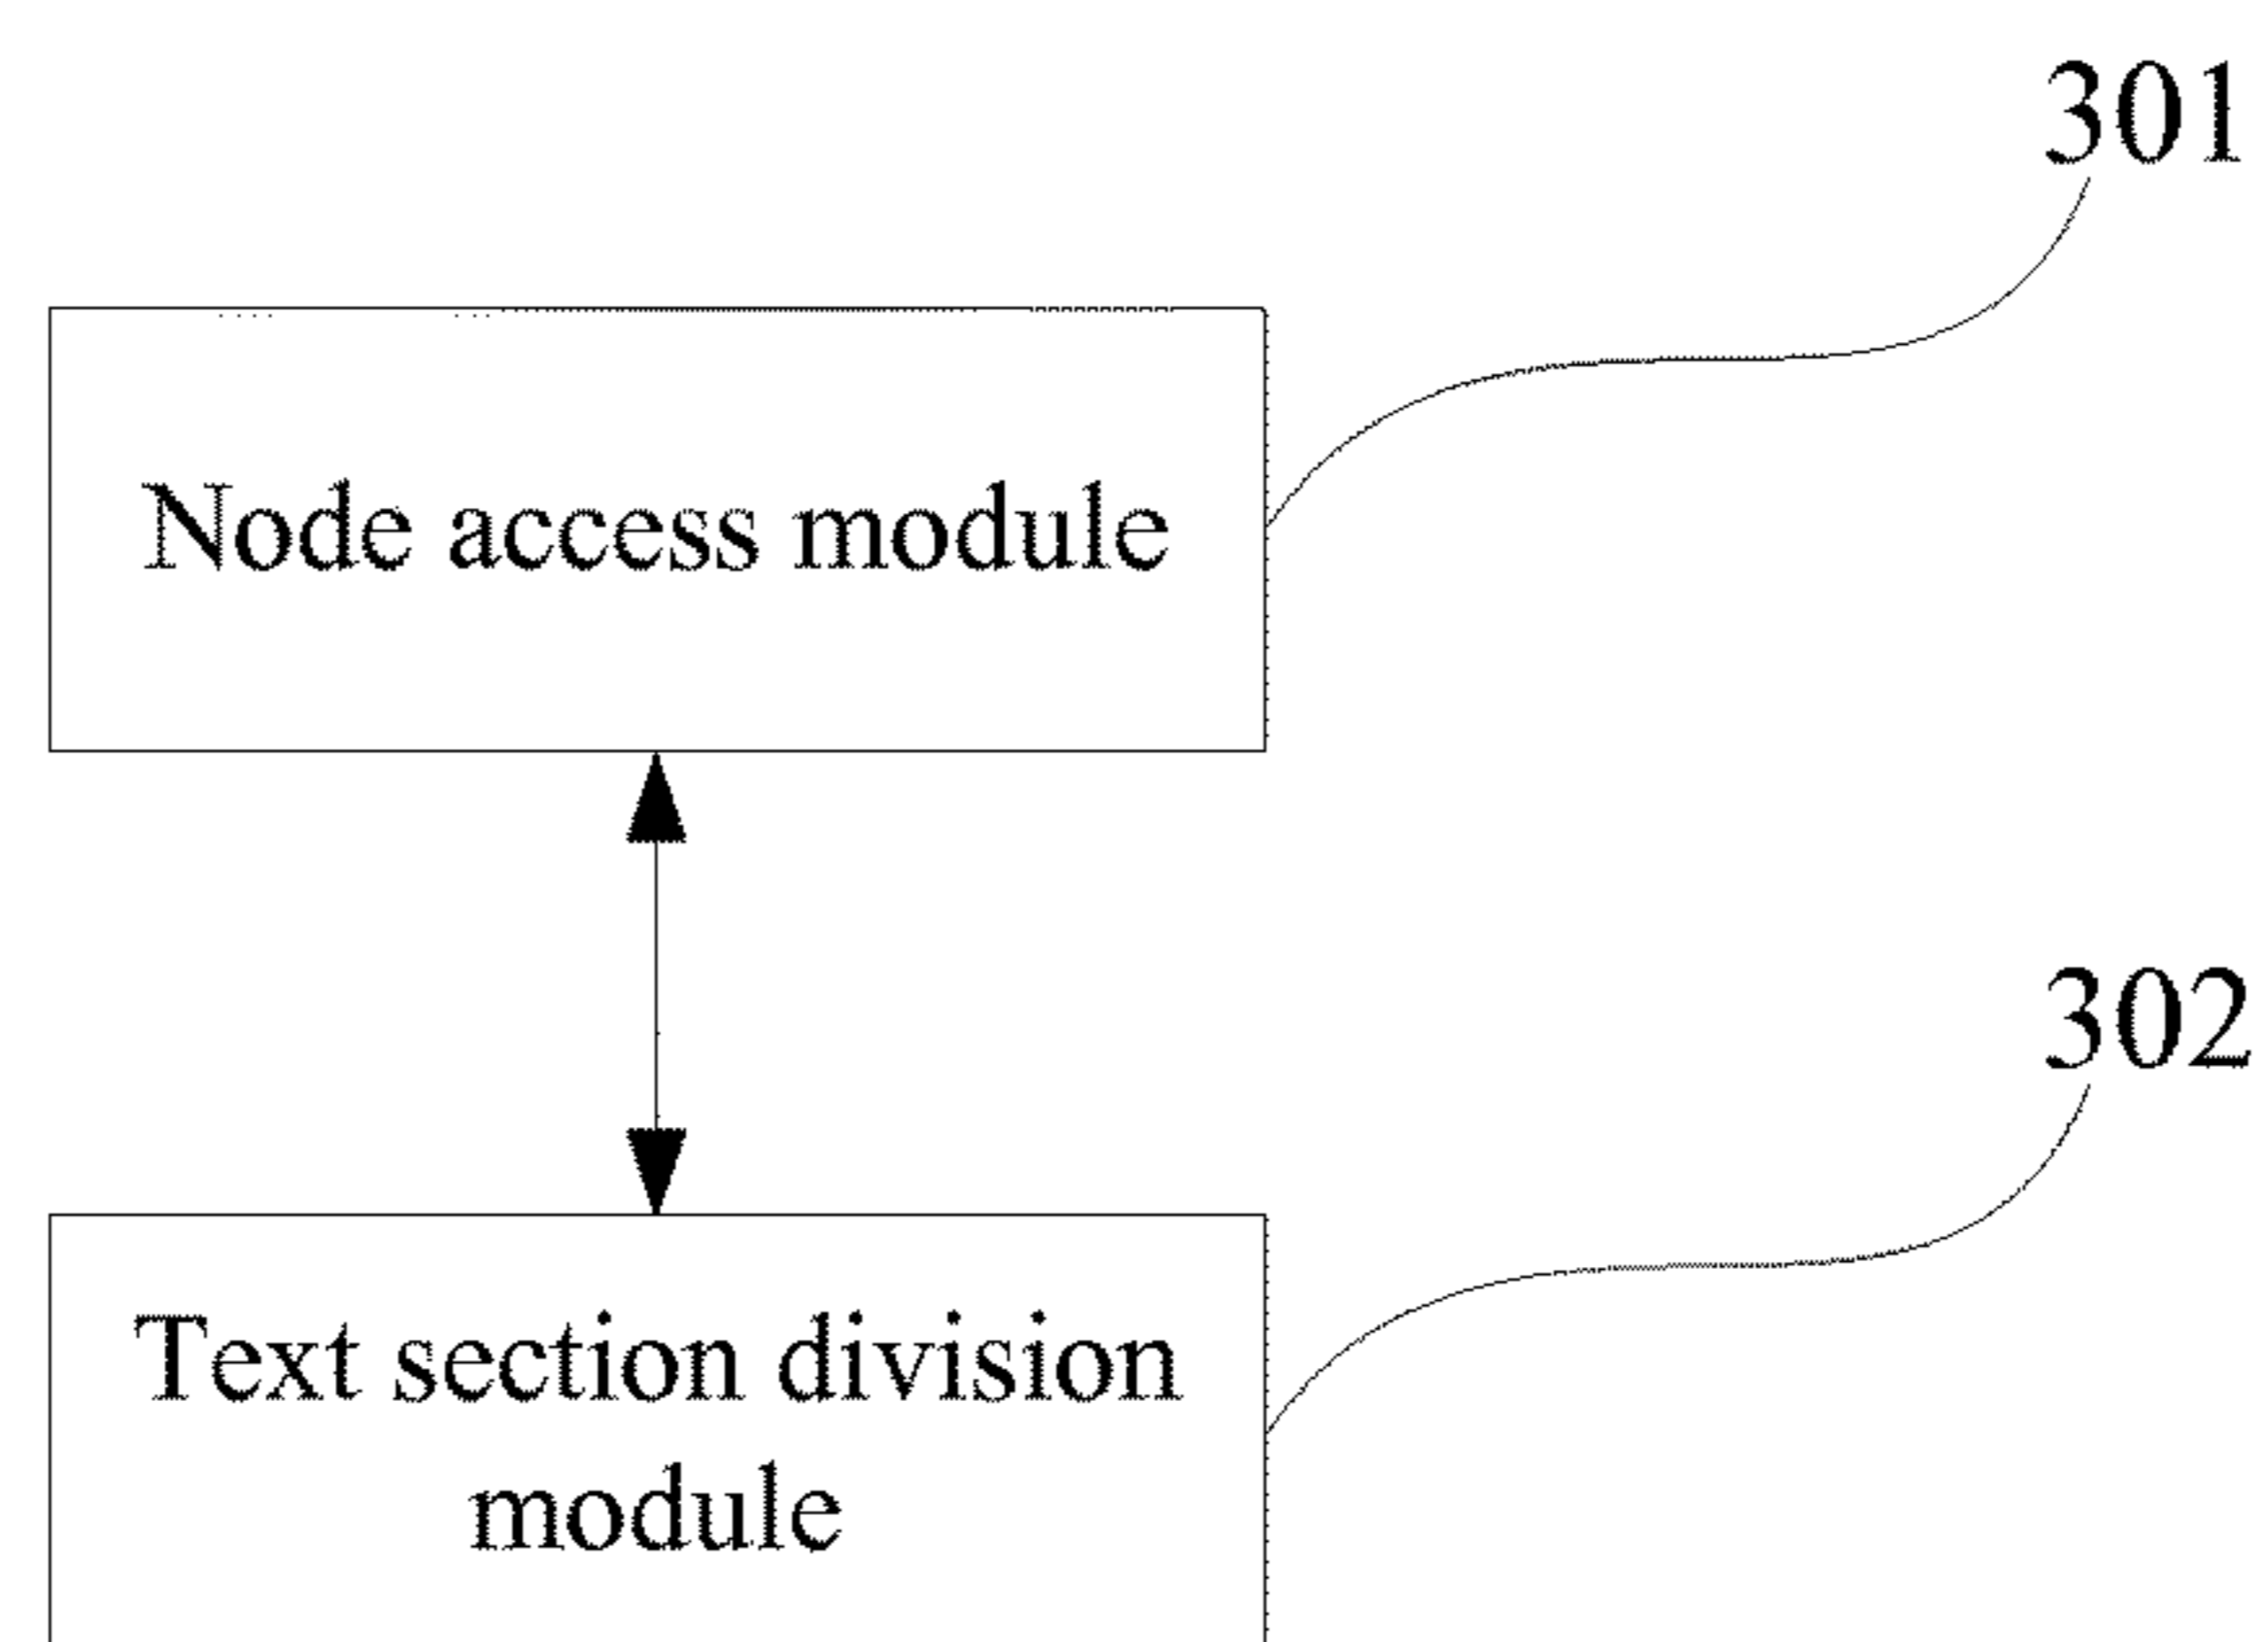 301
Node access module
302
Text section division
module